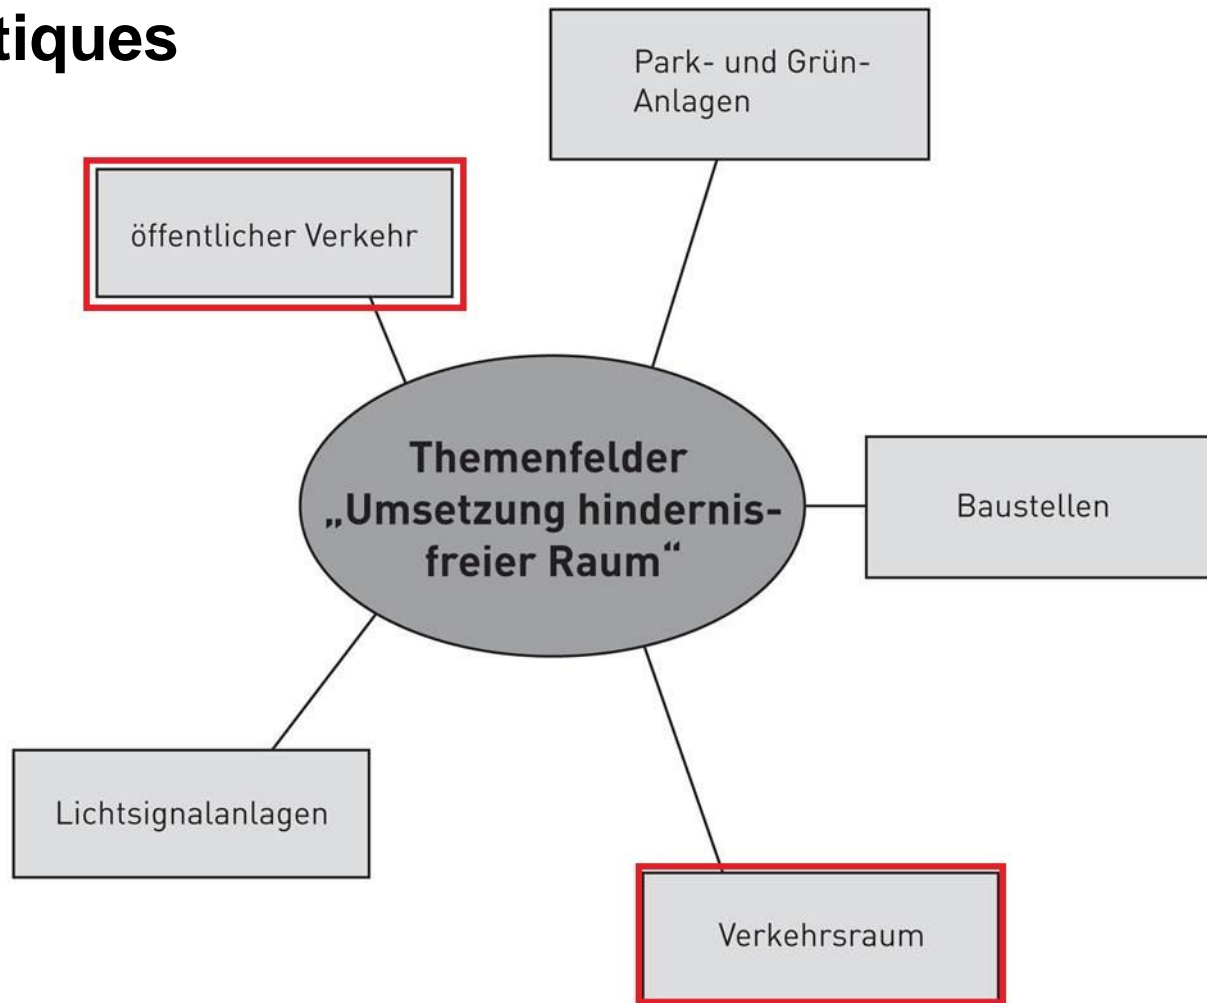 tiques
Park- und Grün-
Anlagen
öffentlicher Verkehr
Themenfelder
„Umsetzung hindernis-
freier Raum“
Baustellen
Lichtsignalanlagen
Verkehrsraum